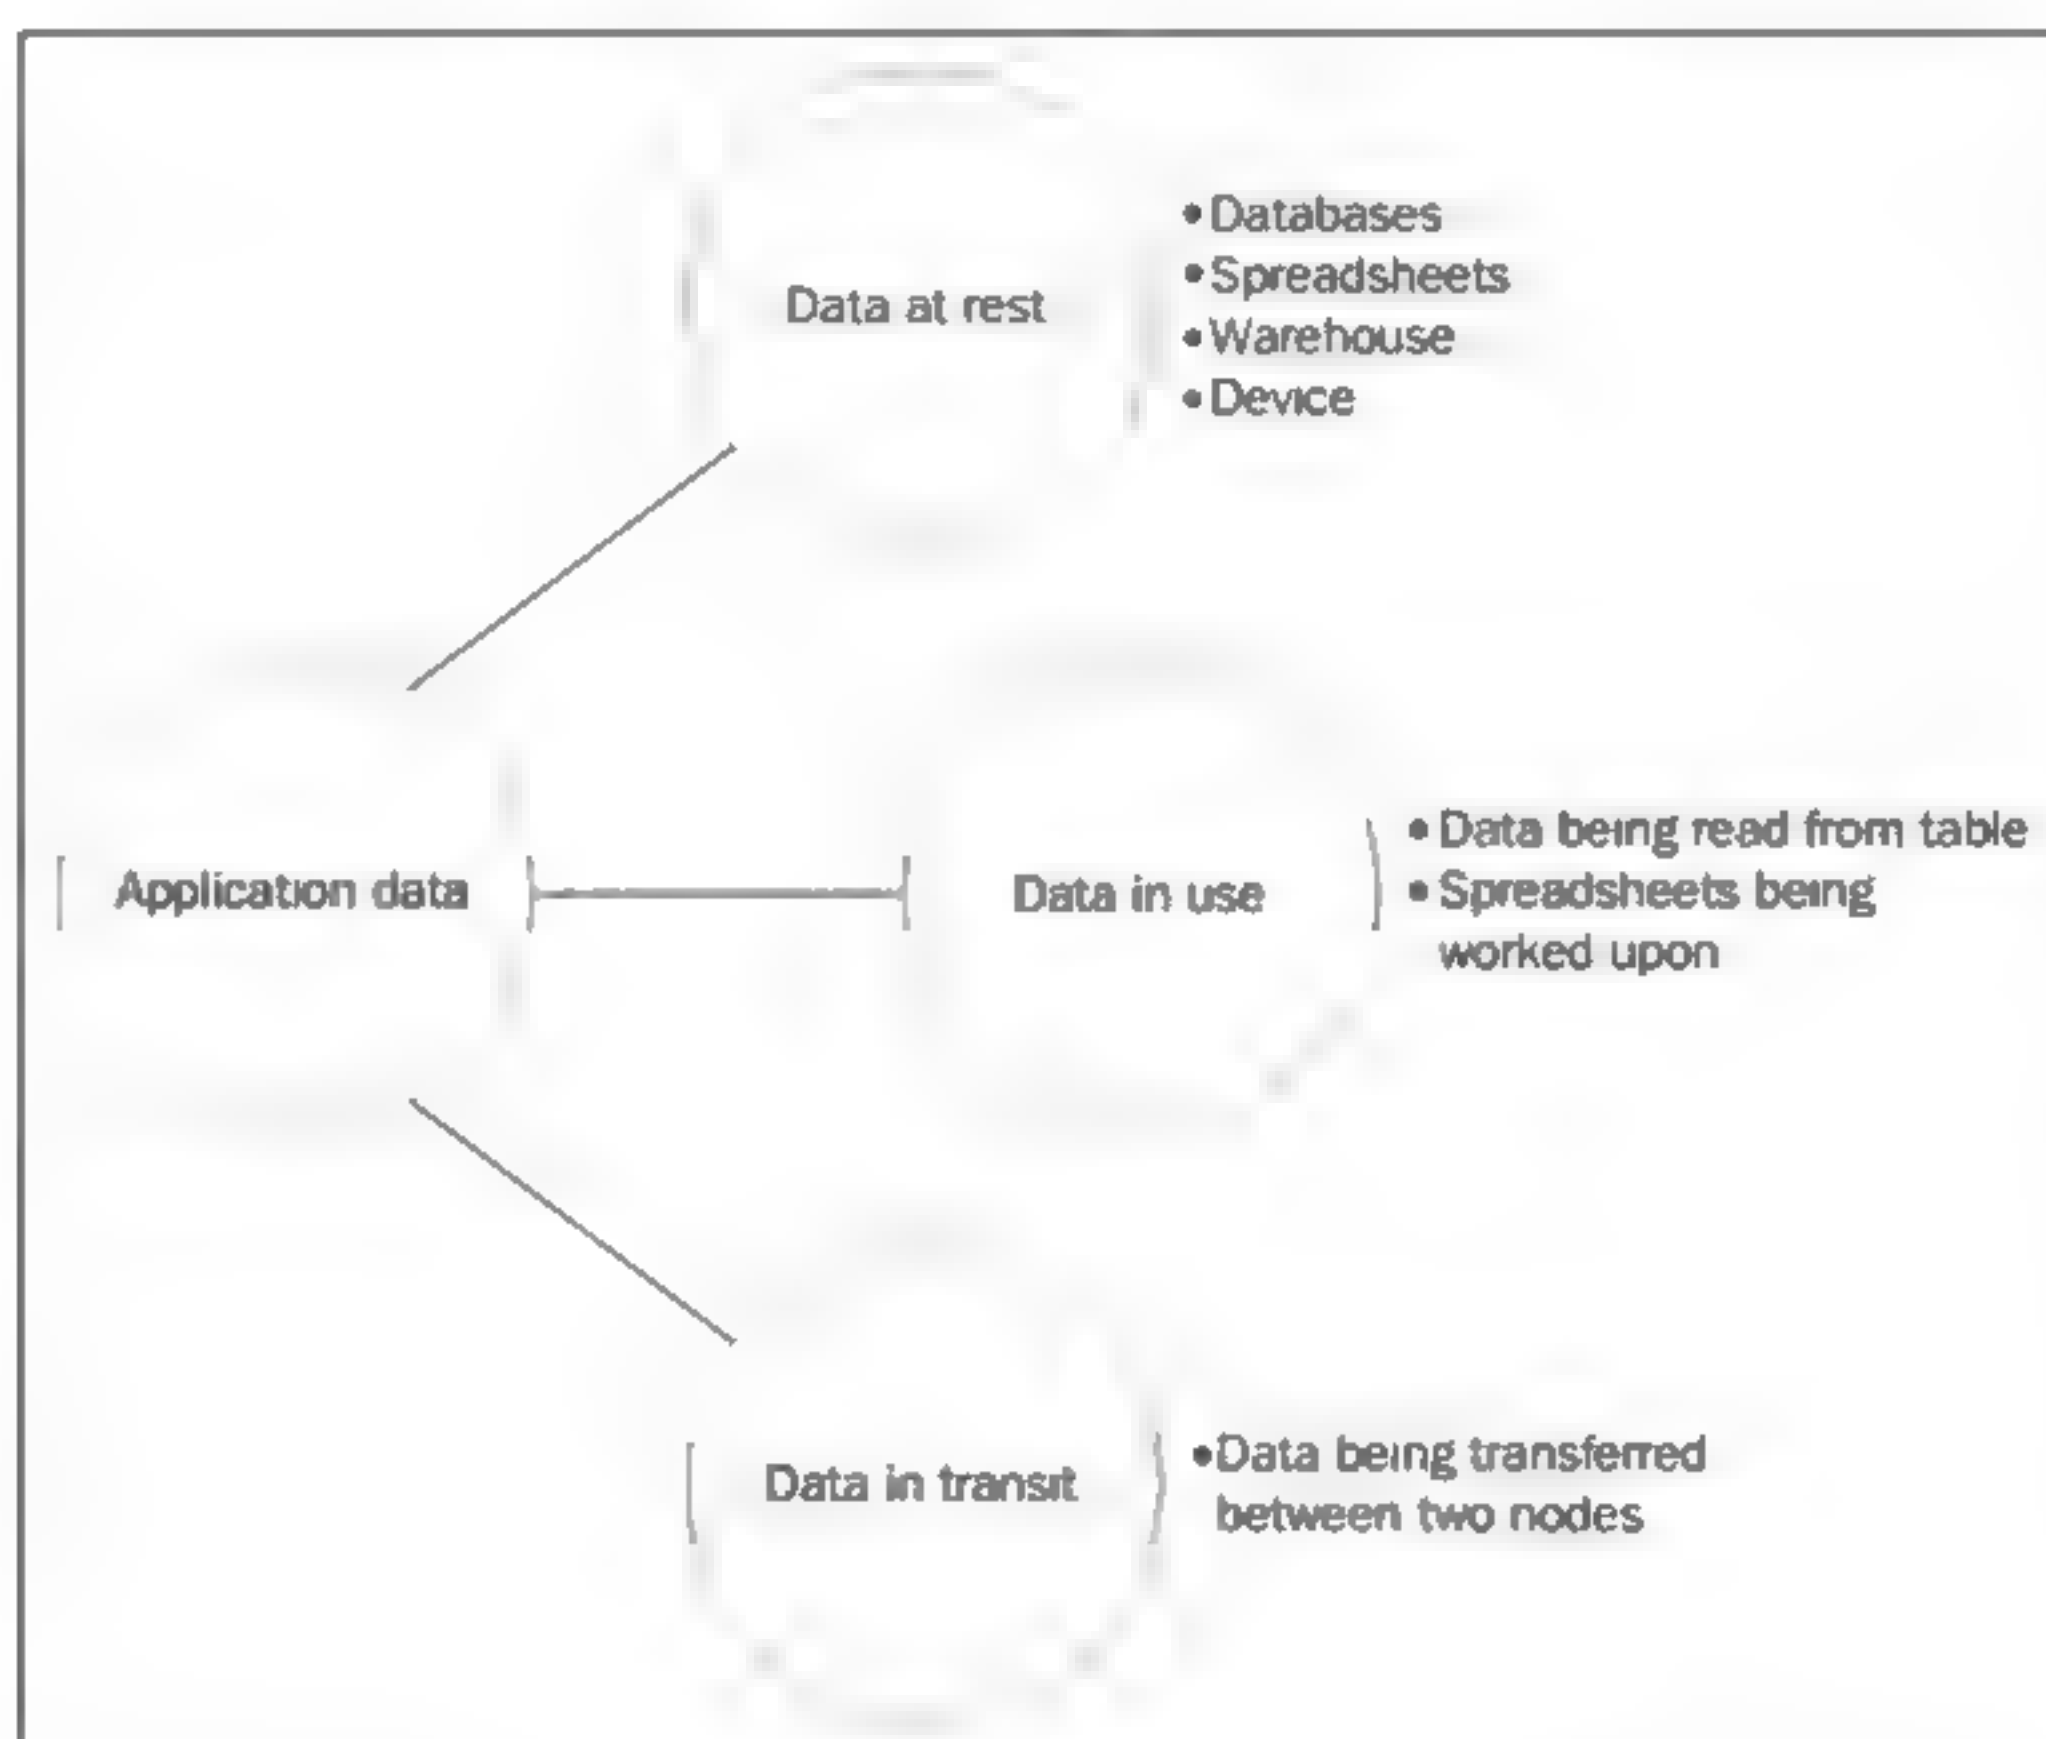 • Databases
• Spreadsheets
• Warehouse
• Device
Data at rest
Application data
Data in use
• Data being read from table
• Spreadsheets being
worked upon
Data in transit
• Data being transferred
between two nodes